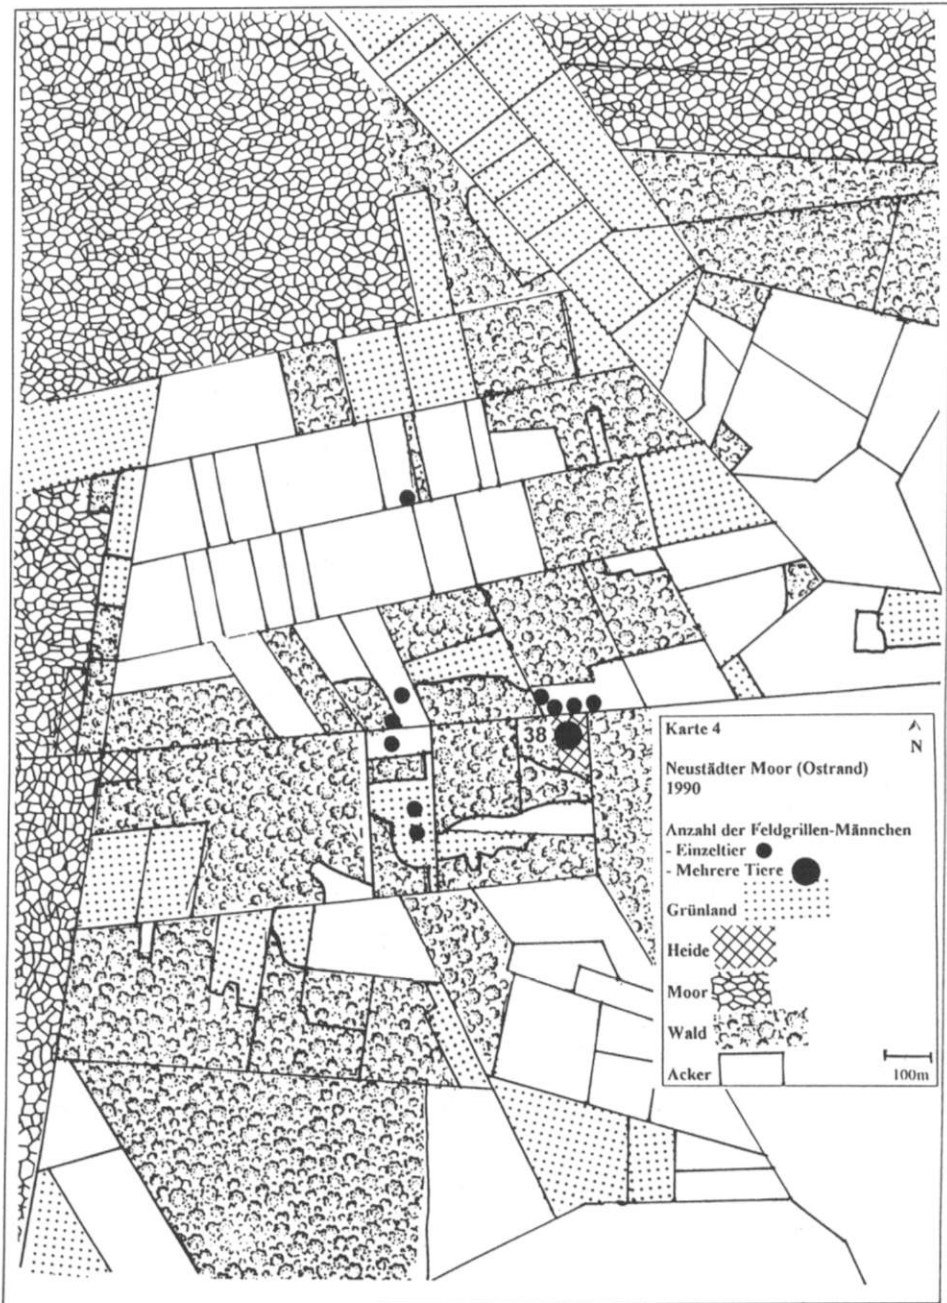 38
Karte 4
N
Neustädter Moor (Ostrand)
1990
Anzahl der Feldgrillen-Männchen
- Einzeltier
- Mehrere Tiere
Grünland
Heide
Moor
Wald
Acker
100m